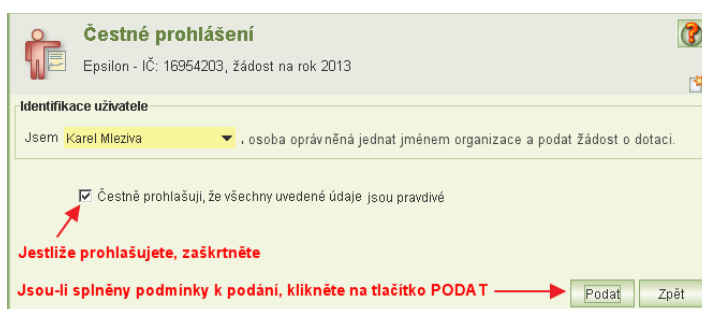 Čestné prohlášení
Epsilon - IČ: 16954203, žádost na rok 2013
Identifikace uživatele
Jsem Karel Mleziva , osoba oprávněná jednat jménem organizace a podat žádost o dotaci.
Čestně prohlašuji, že všechny uvedené údaje jsou pravdivé
Jestliže prohlašujete, zaškrtněte
Jsou-li splněny podmínky k podání, klikněte na tlačítko PODAT
Podat Zpět